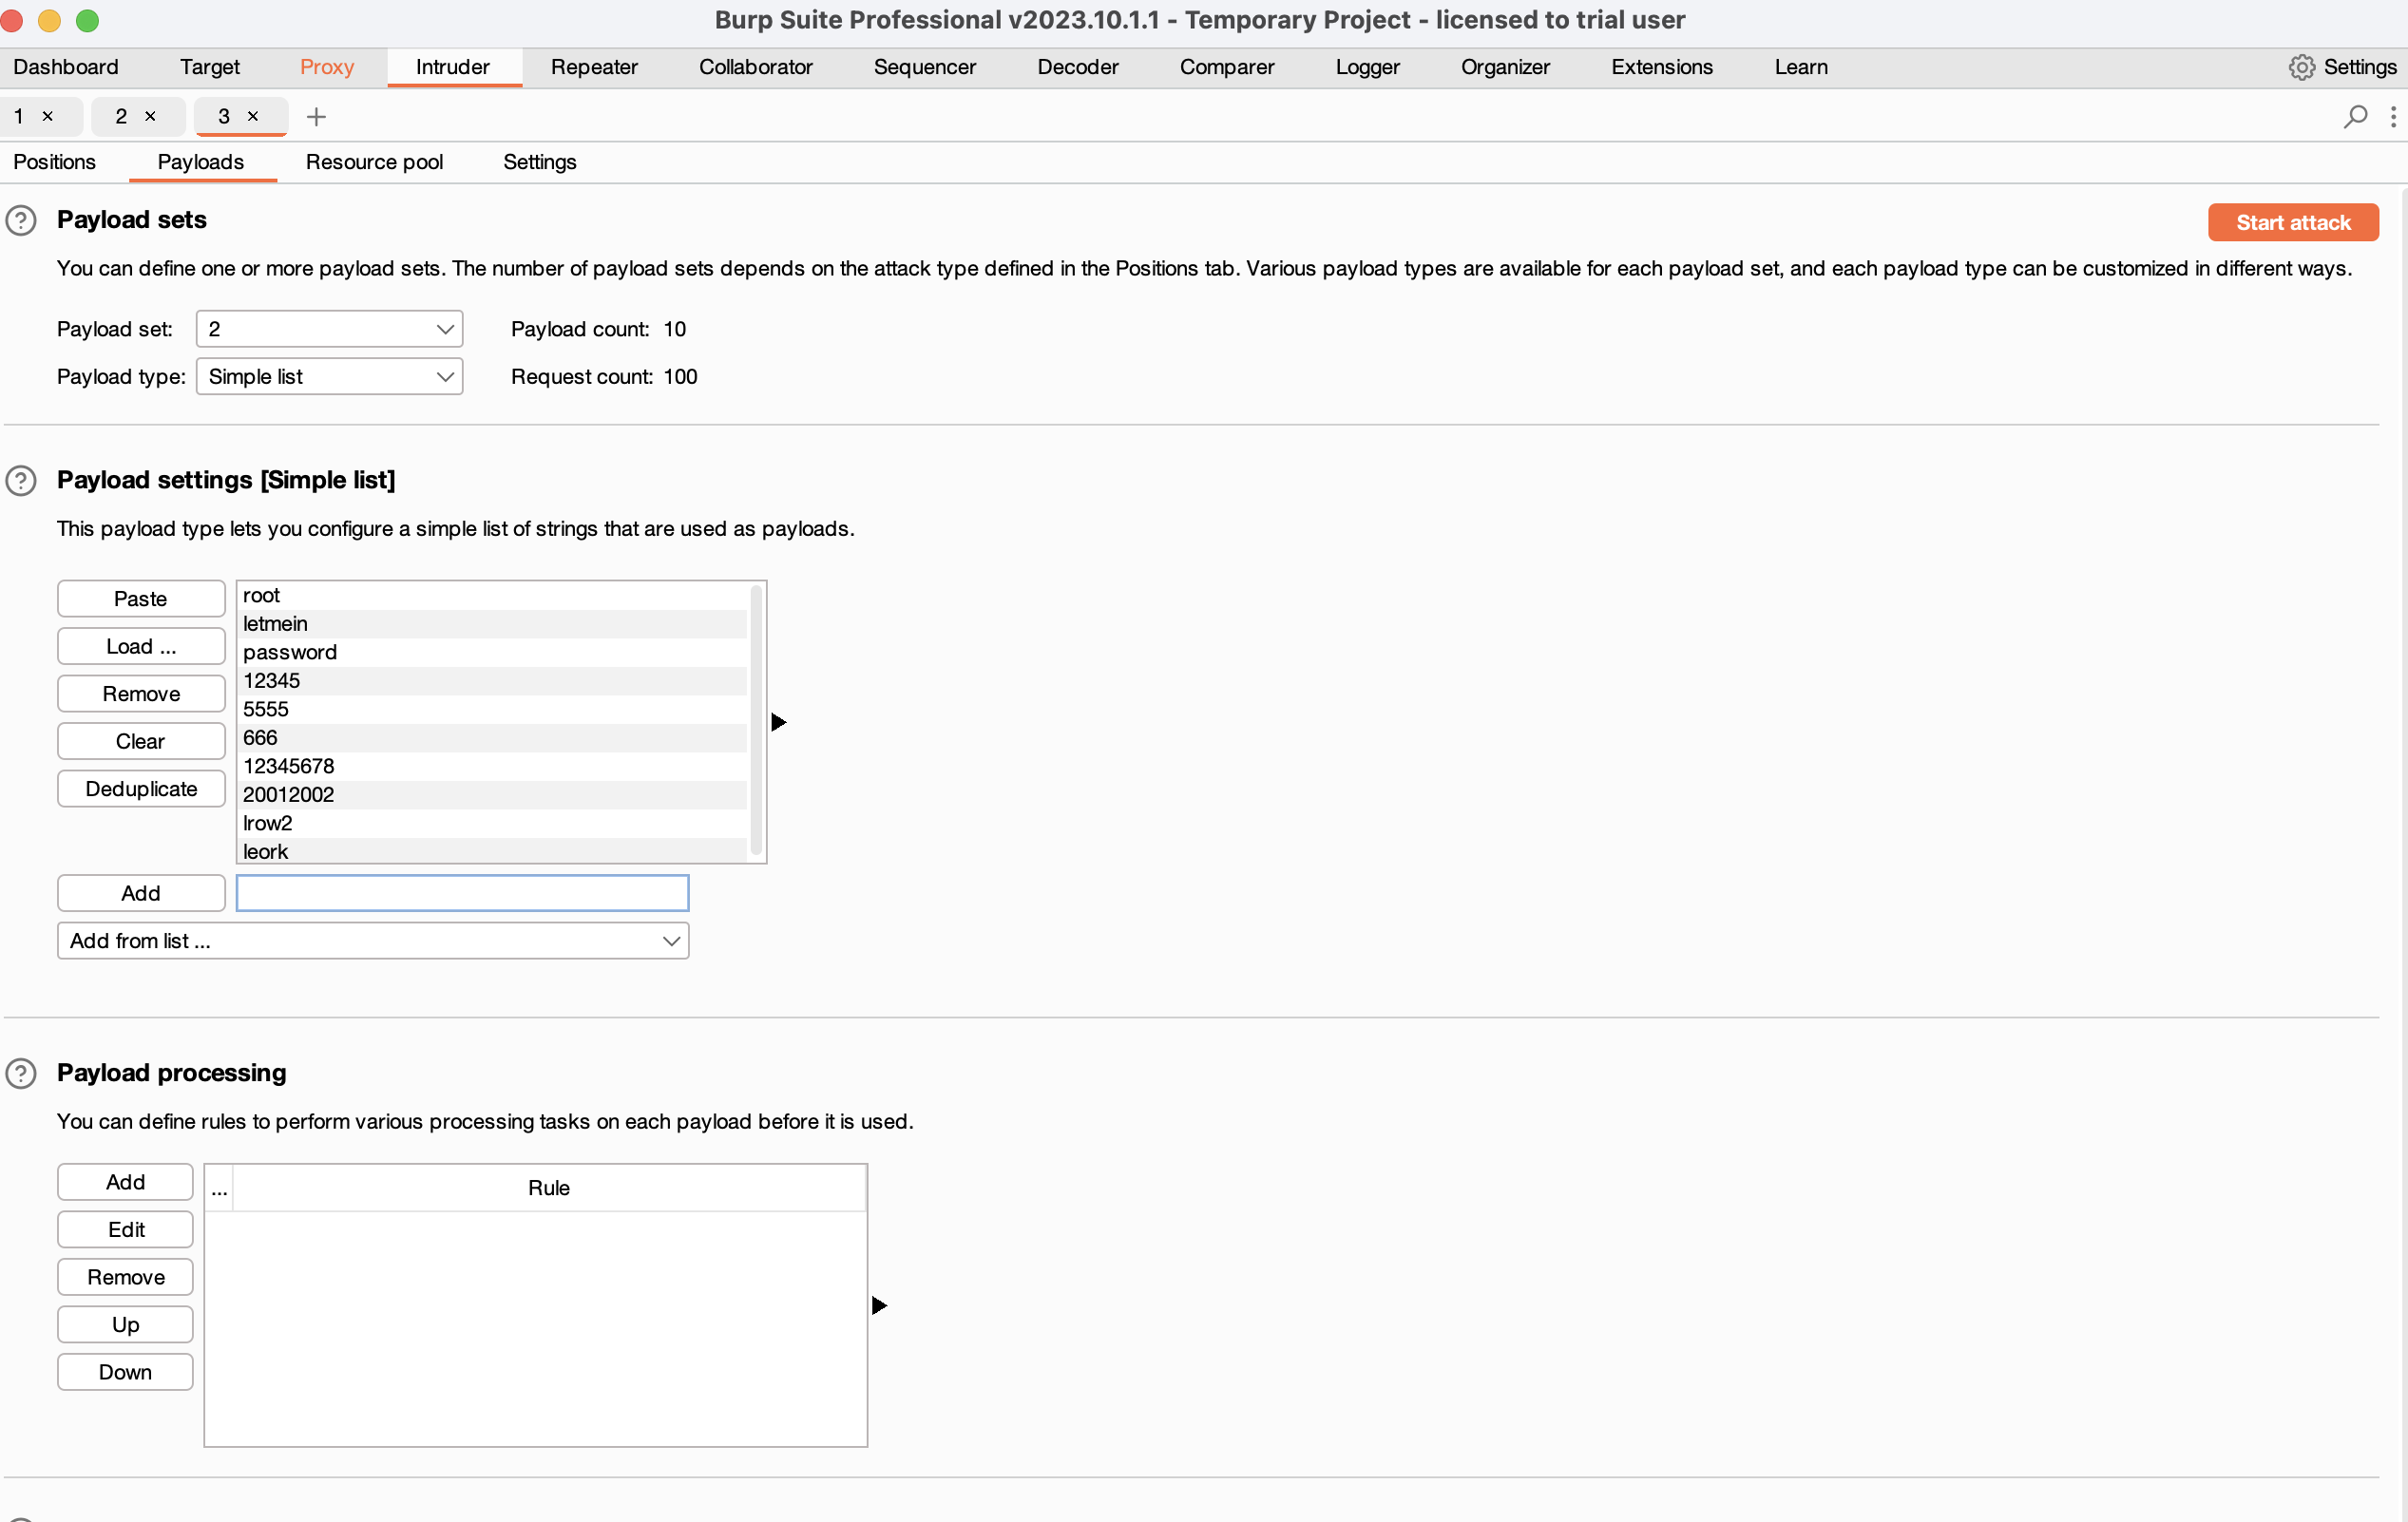 Burp Suite Professional v2023.10.1.1 - Temporary Project - licensed to trial user
Dashboard Target Proxy Intruder Repeater Collaborator Sequencer Decoder Comparer Logger Organizer Extensions Learn Settings
1 × 2 × 3 × +
Positions Payloads Resource pool Settings
? Payload sets Start attack
You can define one or more payload sets. The number of payload sets depends on the attack type defined in the Positions tab. Various payload types are available for each payload set, and each payload type can be customized in different ways.
Payload set: 2 Payload count: 10
Payload type: Simple list Request count: 100
? Payload settings [Simple list]
This payload type lets you configure a simple list of strings that are used as payloads.
Paste
Load ...
Remove
Clear
Deduplicate
root
letmein
password
12345
5555
666
12345678
20012002
lrow2
leork
Add
Add from list ...
? Payload processing
You can define rules to perform various processing tasks on each payload before it is used.
Add
Edit
Remove
Up
Down
... Rule